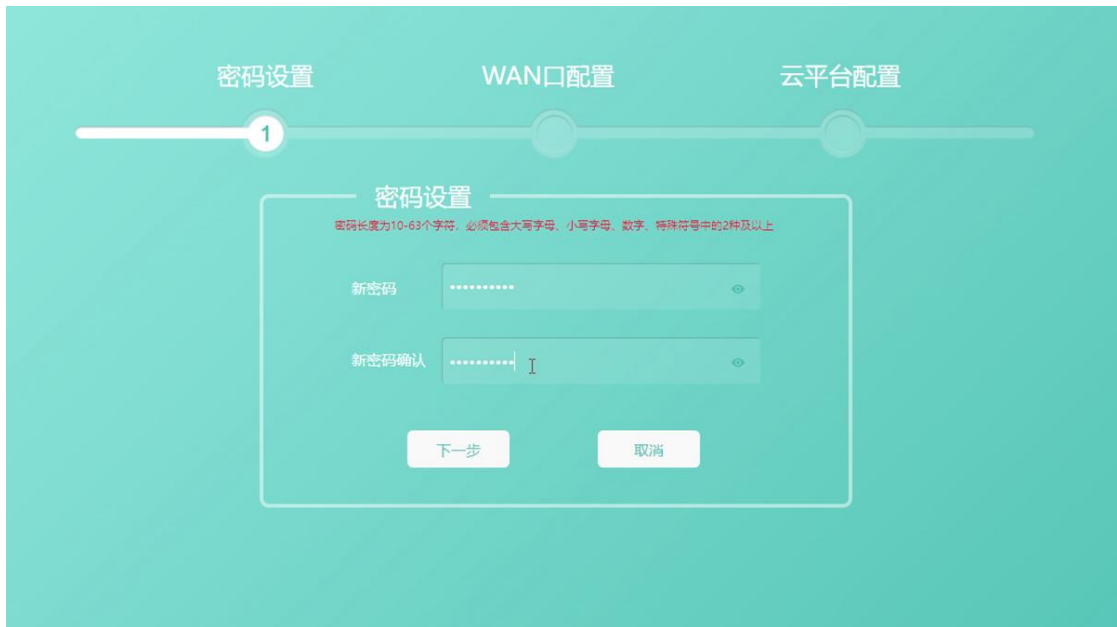 密码设置 WAN口配置 云平台配置
1
密码设置
密码长度为10-63个字符，必须包含大写字母、小写字母、数字、特殊符号中的2种及以上
新密码 ••••••••••
新密码确认 ••••••••••
下一步 取消